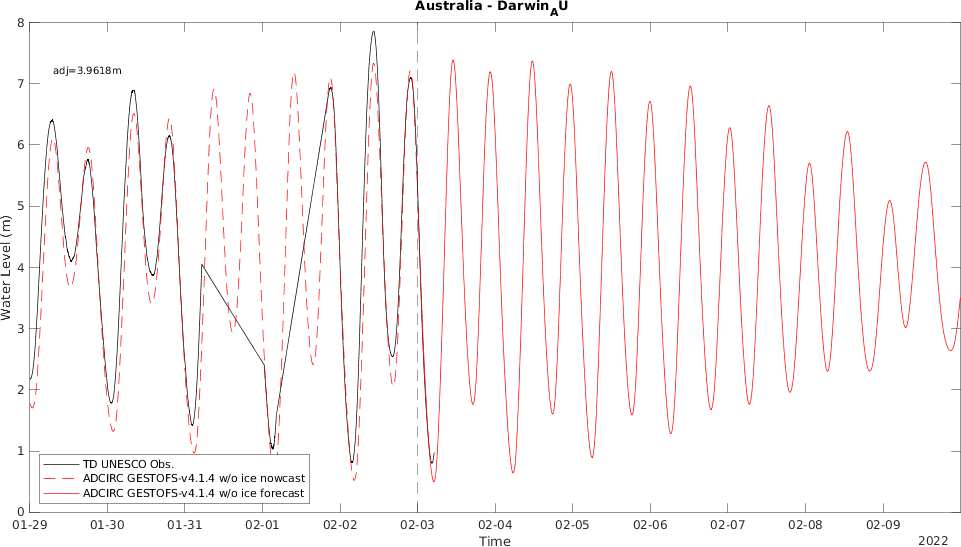 Australia - Darwin_AU
8
adj=3.9618m
7
6
5
Water Level (m)
4
3
2
1
TD UNESCO Obs.
ADCIRC GESTOFS-v4.1.4 w/o ice nowcast
ADCIRC GESTOFS-v4.1.4 w/o ice forecast
0
01-29 01-30 01-31 02-01 02-02 02-03 02-04 02-05 02-06 02-07 02-08 02-09
Time
2022